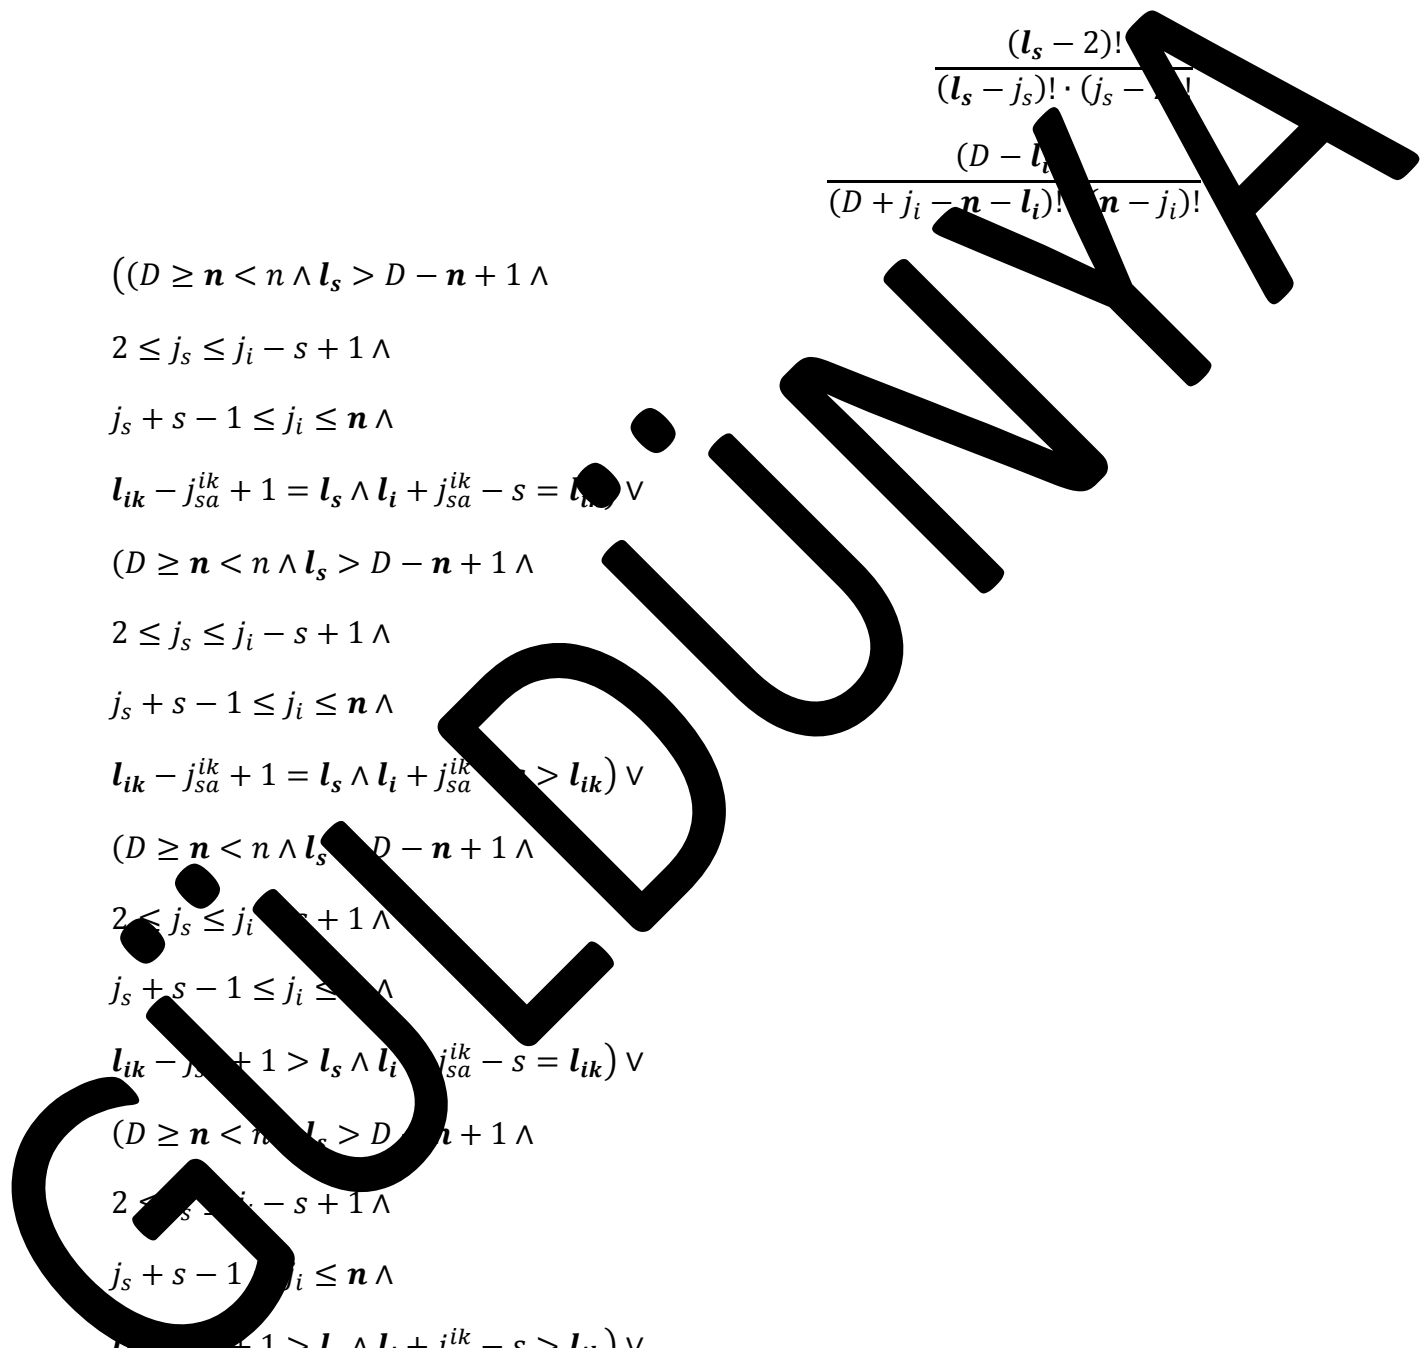 (l_s − 2)!
(l_s − j_s)! · (j_s − !
(D − l_i
(D + j_i − n − l_i)! (n − j_i)!
((D ≥ n < n ∧ l_s > D − n + 1 ∧
2 ≤ j_s ≤ j_i − s + 1 ∧
j_s + s − 1 ≤ j_i ≤ n ∧
l_ik − j_sa^ik + 1 = l_s ∧ l_i + j_sa^ik − s = l_ik) ∨
(D ≥ n < n ∧ l_s > D − n + 1 ∧
2 ≤ j_s ≤ j_i − s + 1 ∧
j_s + s − 1 ≤ j_i ≤ n ∧
l_ik − j_sa^ik + 1 = l_s ∧ l_i + j_sa^ik > l_ik) ∨
(D ≥ n < n ∧ l_s D − n + 1 ∧
2 ≤ j_s ≤ j_i s + 1 ∧
j_s + s − 1 ≤ j_i ≤ ∧
l_ik − + 1 > l_s ∧ l_i j_sa^ik − s = l_ik) ∨
(D ≥ n < n l_s > D n + 1 ∧
2 ≤ − s + 1 ∧
j_s + s − 1 j_i ≤ n ∧
1 > l ∧ l_i + j^ik − s > l_ik) ∨
GÜLDÜNYA